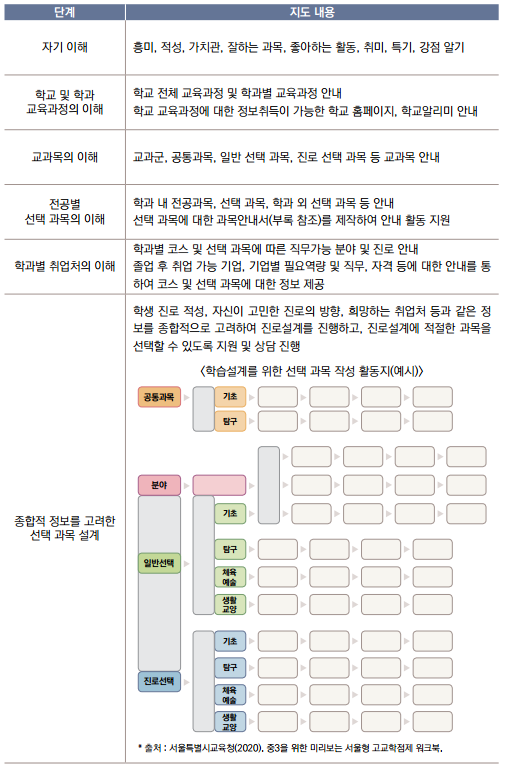 단계
지도 내용
자기 이해
흥미, 적성, 가치관, 잘하는 과목, 좋아하는 활동, 취미, 특기, 강점 알기
학교 및 학과
교육과정의 이해
학교 전체 교육과정 및 학과별 교육과정 안내
학교 교육과정에 대한 정보취득이 가능한 학교 홈페이지, 학교알리미 안내
교과목의 이해
교과군, 공통과목, 일반 선택 과목, 진로 선택 과목 등 교과목 안내
전공별
선택 과목의 이해
학과 내 전공과목, 선택 과목, 학과 외 선택 과목 등 안내
선택 과목에 대한 과목안내서(부록 참조)를 제작하여 안내 활동 지원
학과별 취업처의 이해
학과별 코스 및 선택 과목에 따른 직무가능 분야 및 진로 안내
졸업 후 취업 가능 기업, 기업별 필요역량 및 직무, 자격 등에 대한 안내를 통
하여 코스 및 선택 과목에 대한 정보 제공
종합적 정보를 고려한
선택 과목 설계
학생 진로 적성, 자신이 고민한 진로의 방향, 희망하는 취업처 등과 같은 정
보를 종합적으로 고려하여 진로설계를 진행하고, 진로설계에 적절한 과목을
선택할 수 있도록 지원 및 상담 진행
〈학습설계를 위한 선택 과목 작성 활동지(예시)〉
공통과목
기초
탐구
분야
기초
일반선택
탐구
체육
예술
생활
교양
기초
탐구
진로선택
체육
예술
생활
교양
* 출처 : 서울특별시교육청(2020). 중3을 위한 미리보는 서울형 고교학점제 워크북.